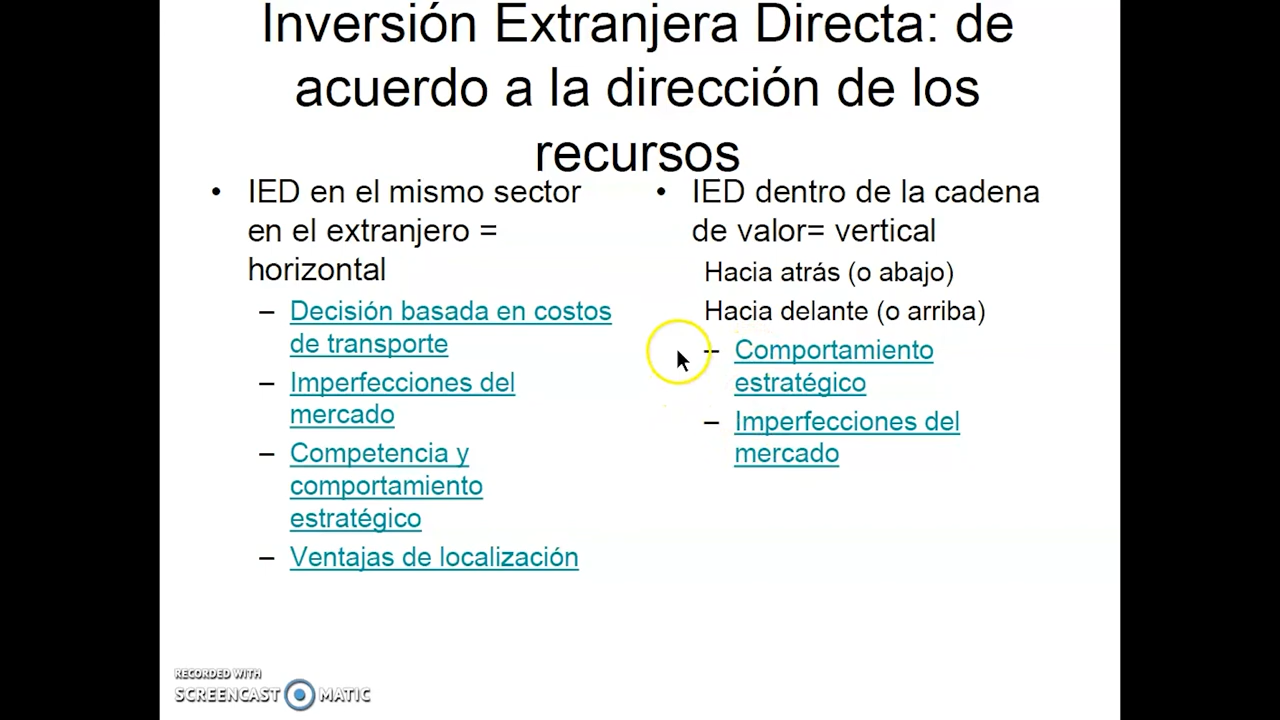 Inversión Extranjera Directa: de
acuerdo a la dirección de los
recursos
• IED en el mismo sector
en el extranjero =
horizontal
– Decisión basada en costos
de transporte
– Imperfecciones del
mercado
– Competencia y
comportamiento
estratégico
– Ventajas de localización
• IED dentro de la cadena
de valor= vertical
Hacia atrás (o abajo)
Hacia delante (o arriba)
– Comportamiento
estratégico
– Imperfecciones del
mercado
RECORDED WITH
SCREENCAST MATIC